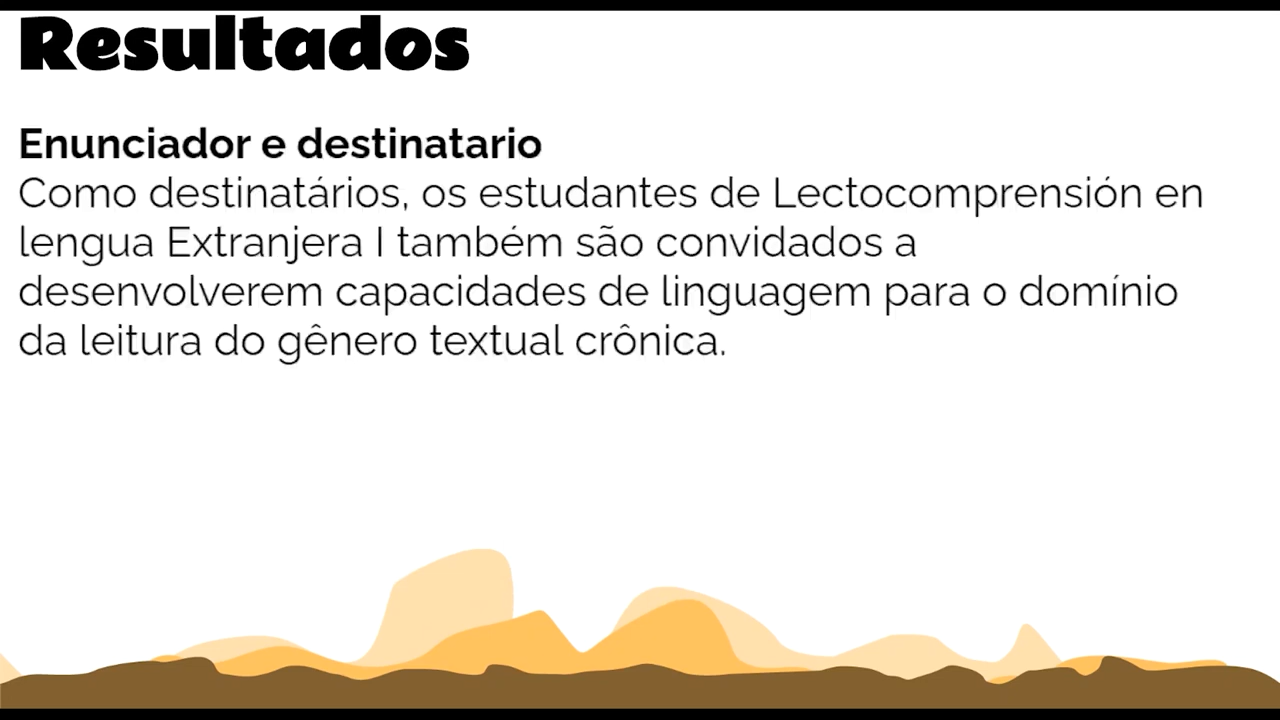 Resultados
Enunciador e destinatario
Como destinatários, os estudantes de Lectocomprensión en
lengua Extranjera I também são convidados a
desenvolverem capacidades de linguagem para o domínio
da leitura do gênero textual crônica.